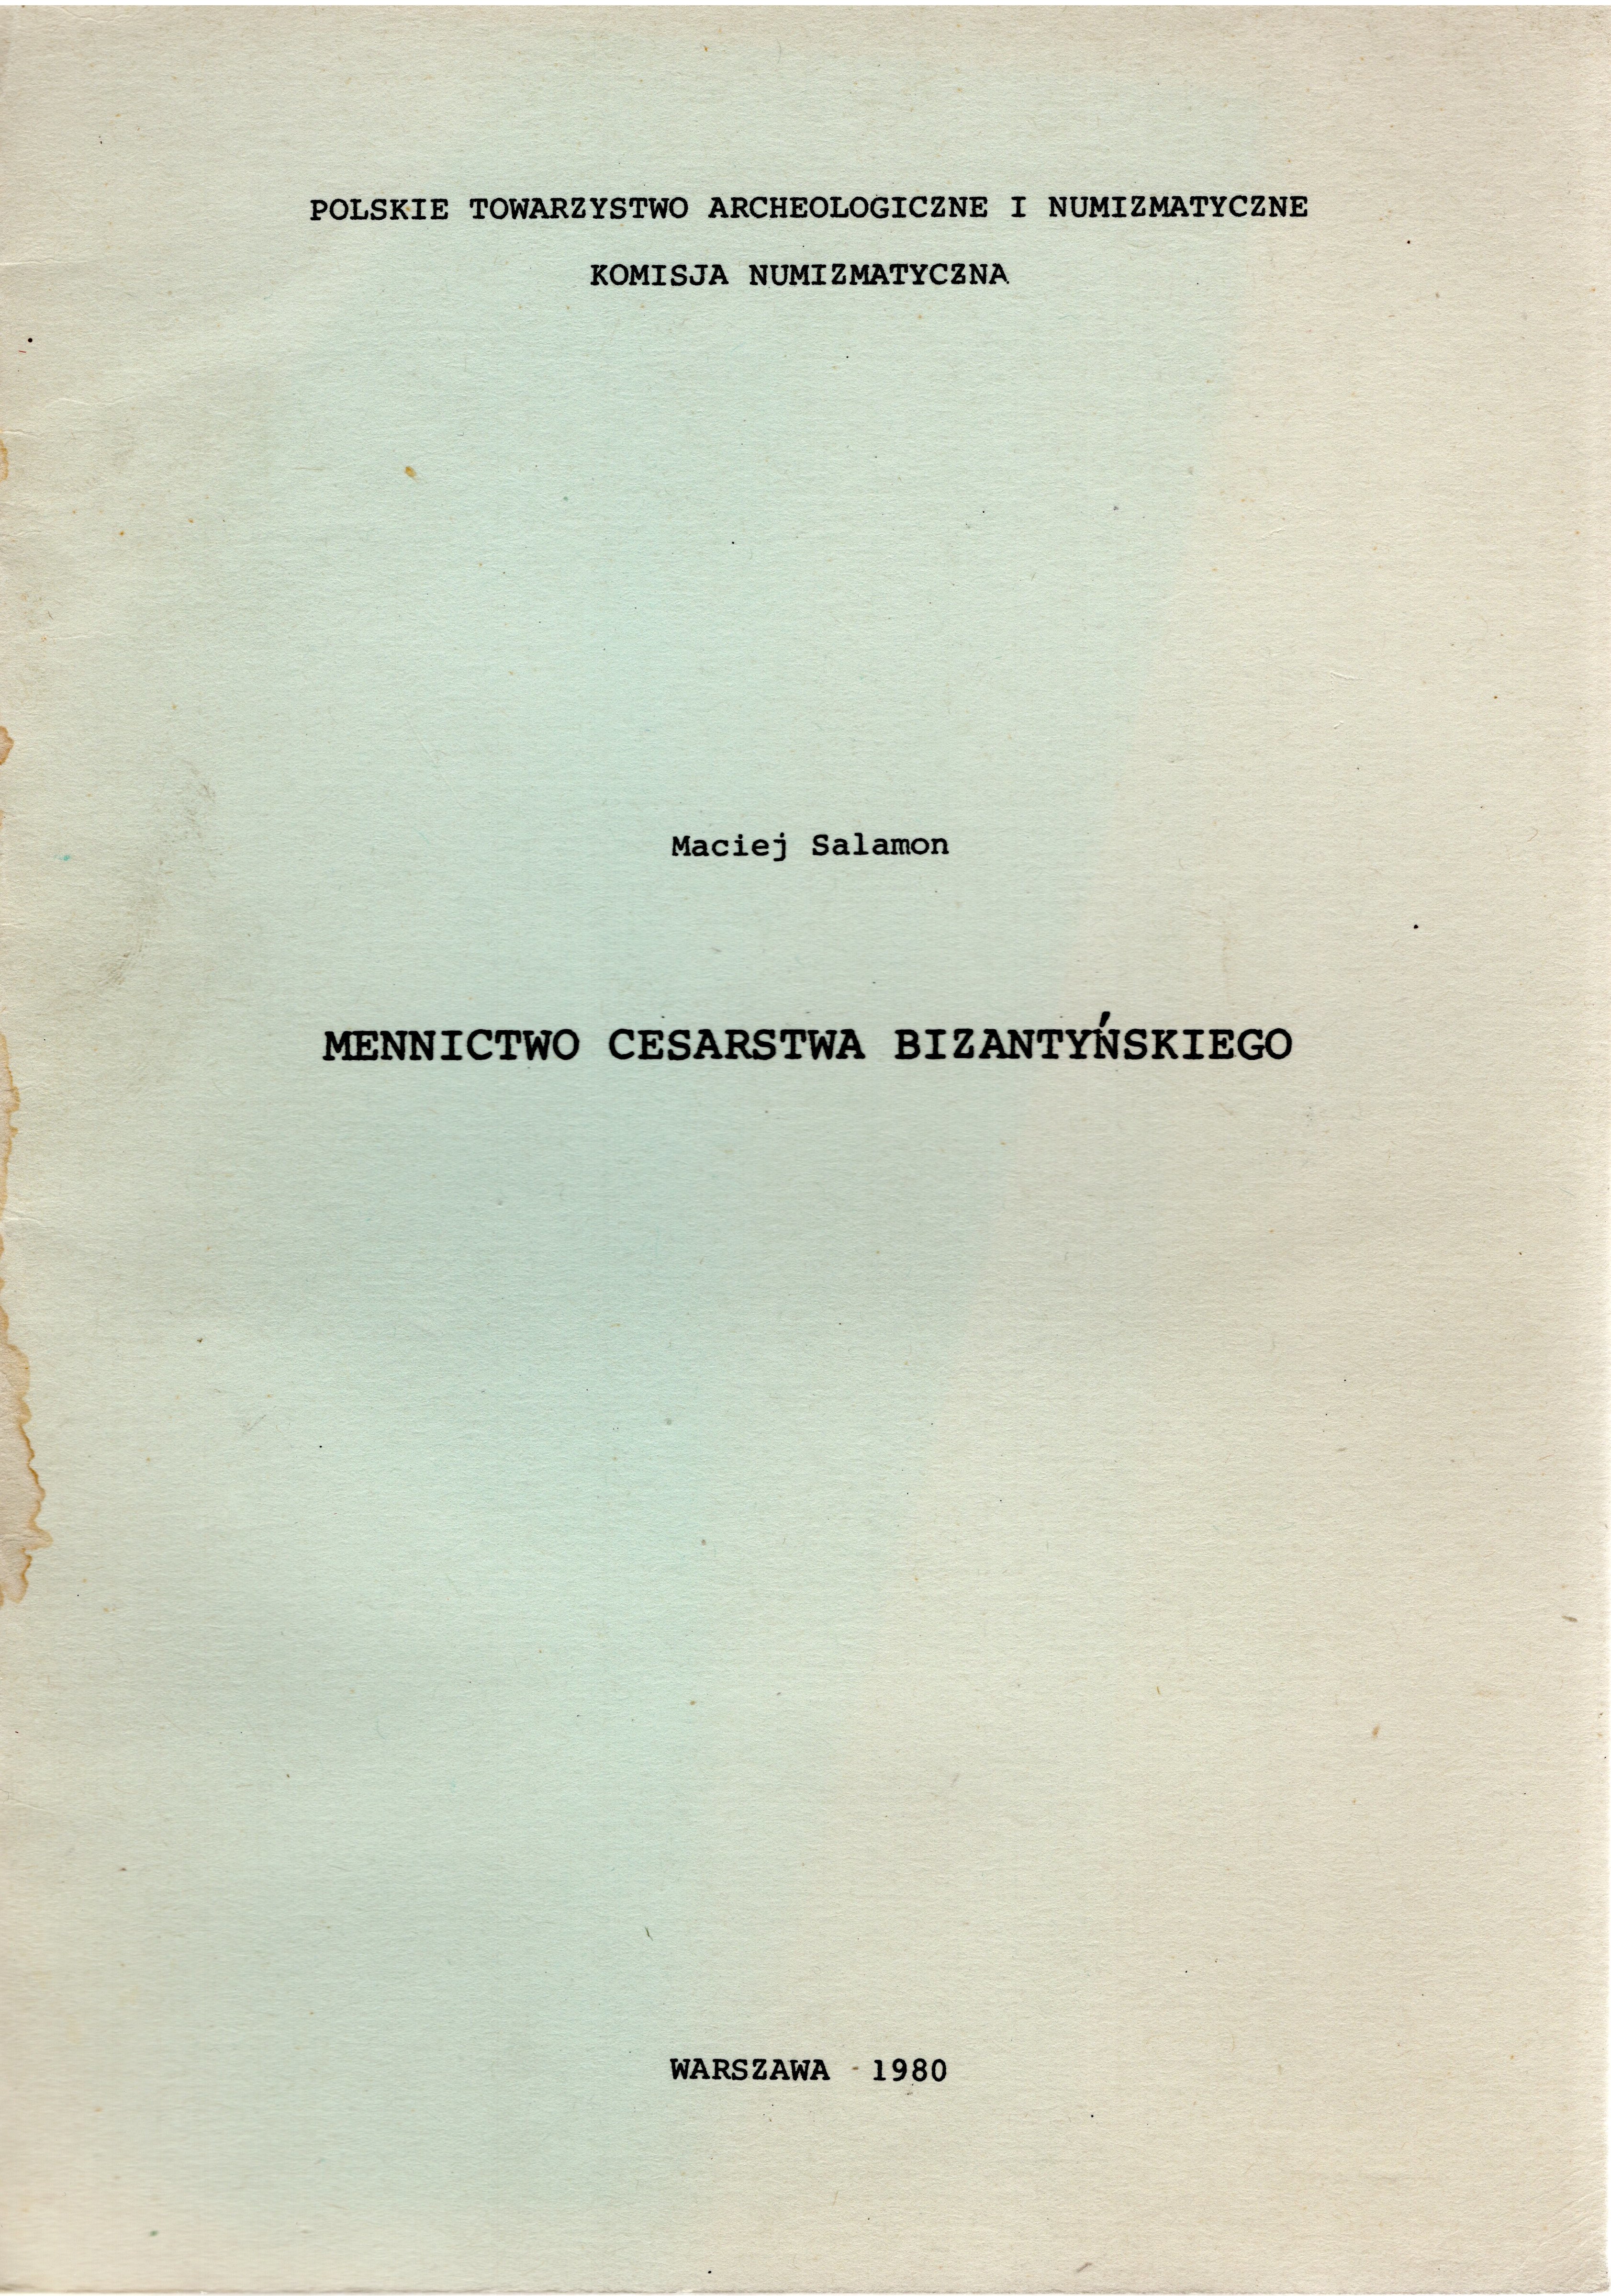 POLSKIE TOWARZYSTWO ARCHEOLOGICZNE I NUMIZMATYCZNE
KOMISJA NUMIZMATYCZNA
Maciej Salamon
MENNICTWO CESARSTWA BIZANTYŃSKIEGO
WARSZAWA - 1980